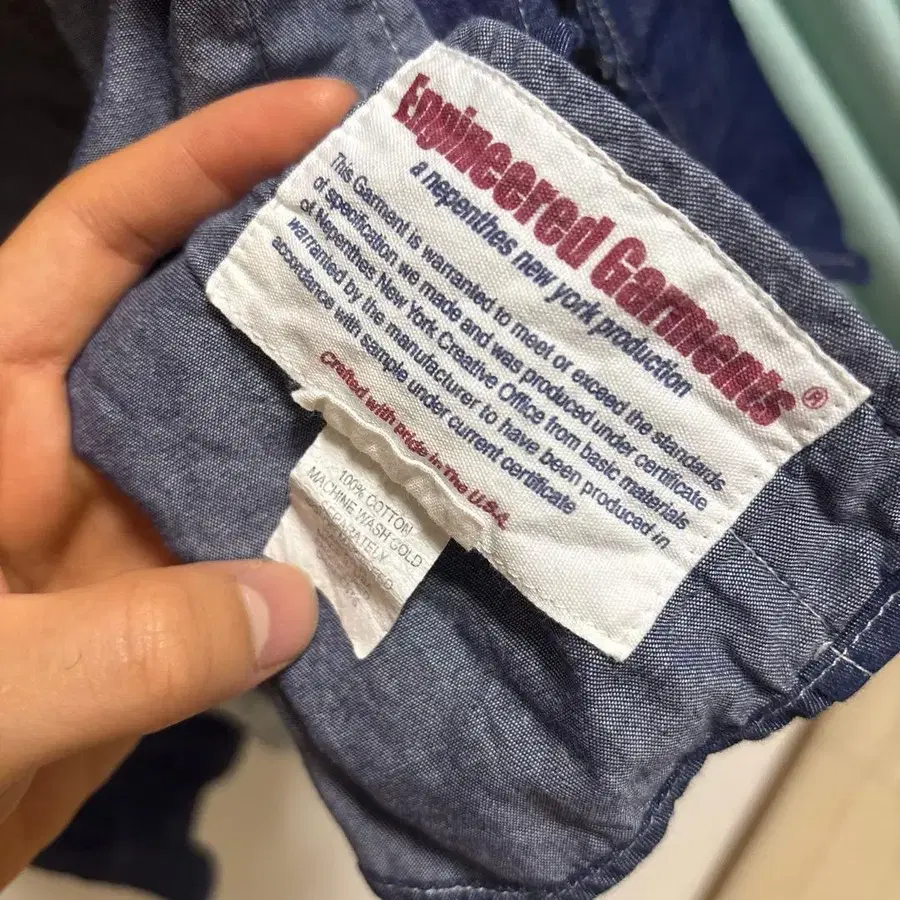 Engineered Garments®
a nepenthes new york production
This Garment is warranted to meet or exceed the standards
of specification we made and was produced under certificate
of Nepenthes New York Creative Office from basic materials
warranted by the manufacturer to have been produced in
accordance with sample under current certificate
Crafted with pride in The U.S.A.
100% COTTON
MACHINE WASH COLD
SEPERATELY